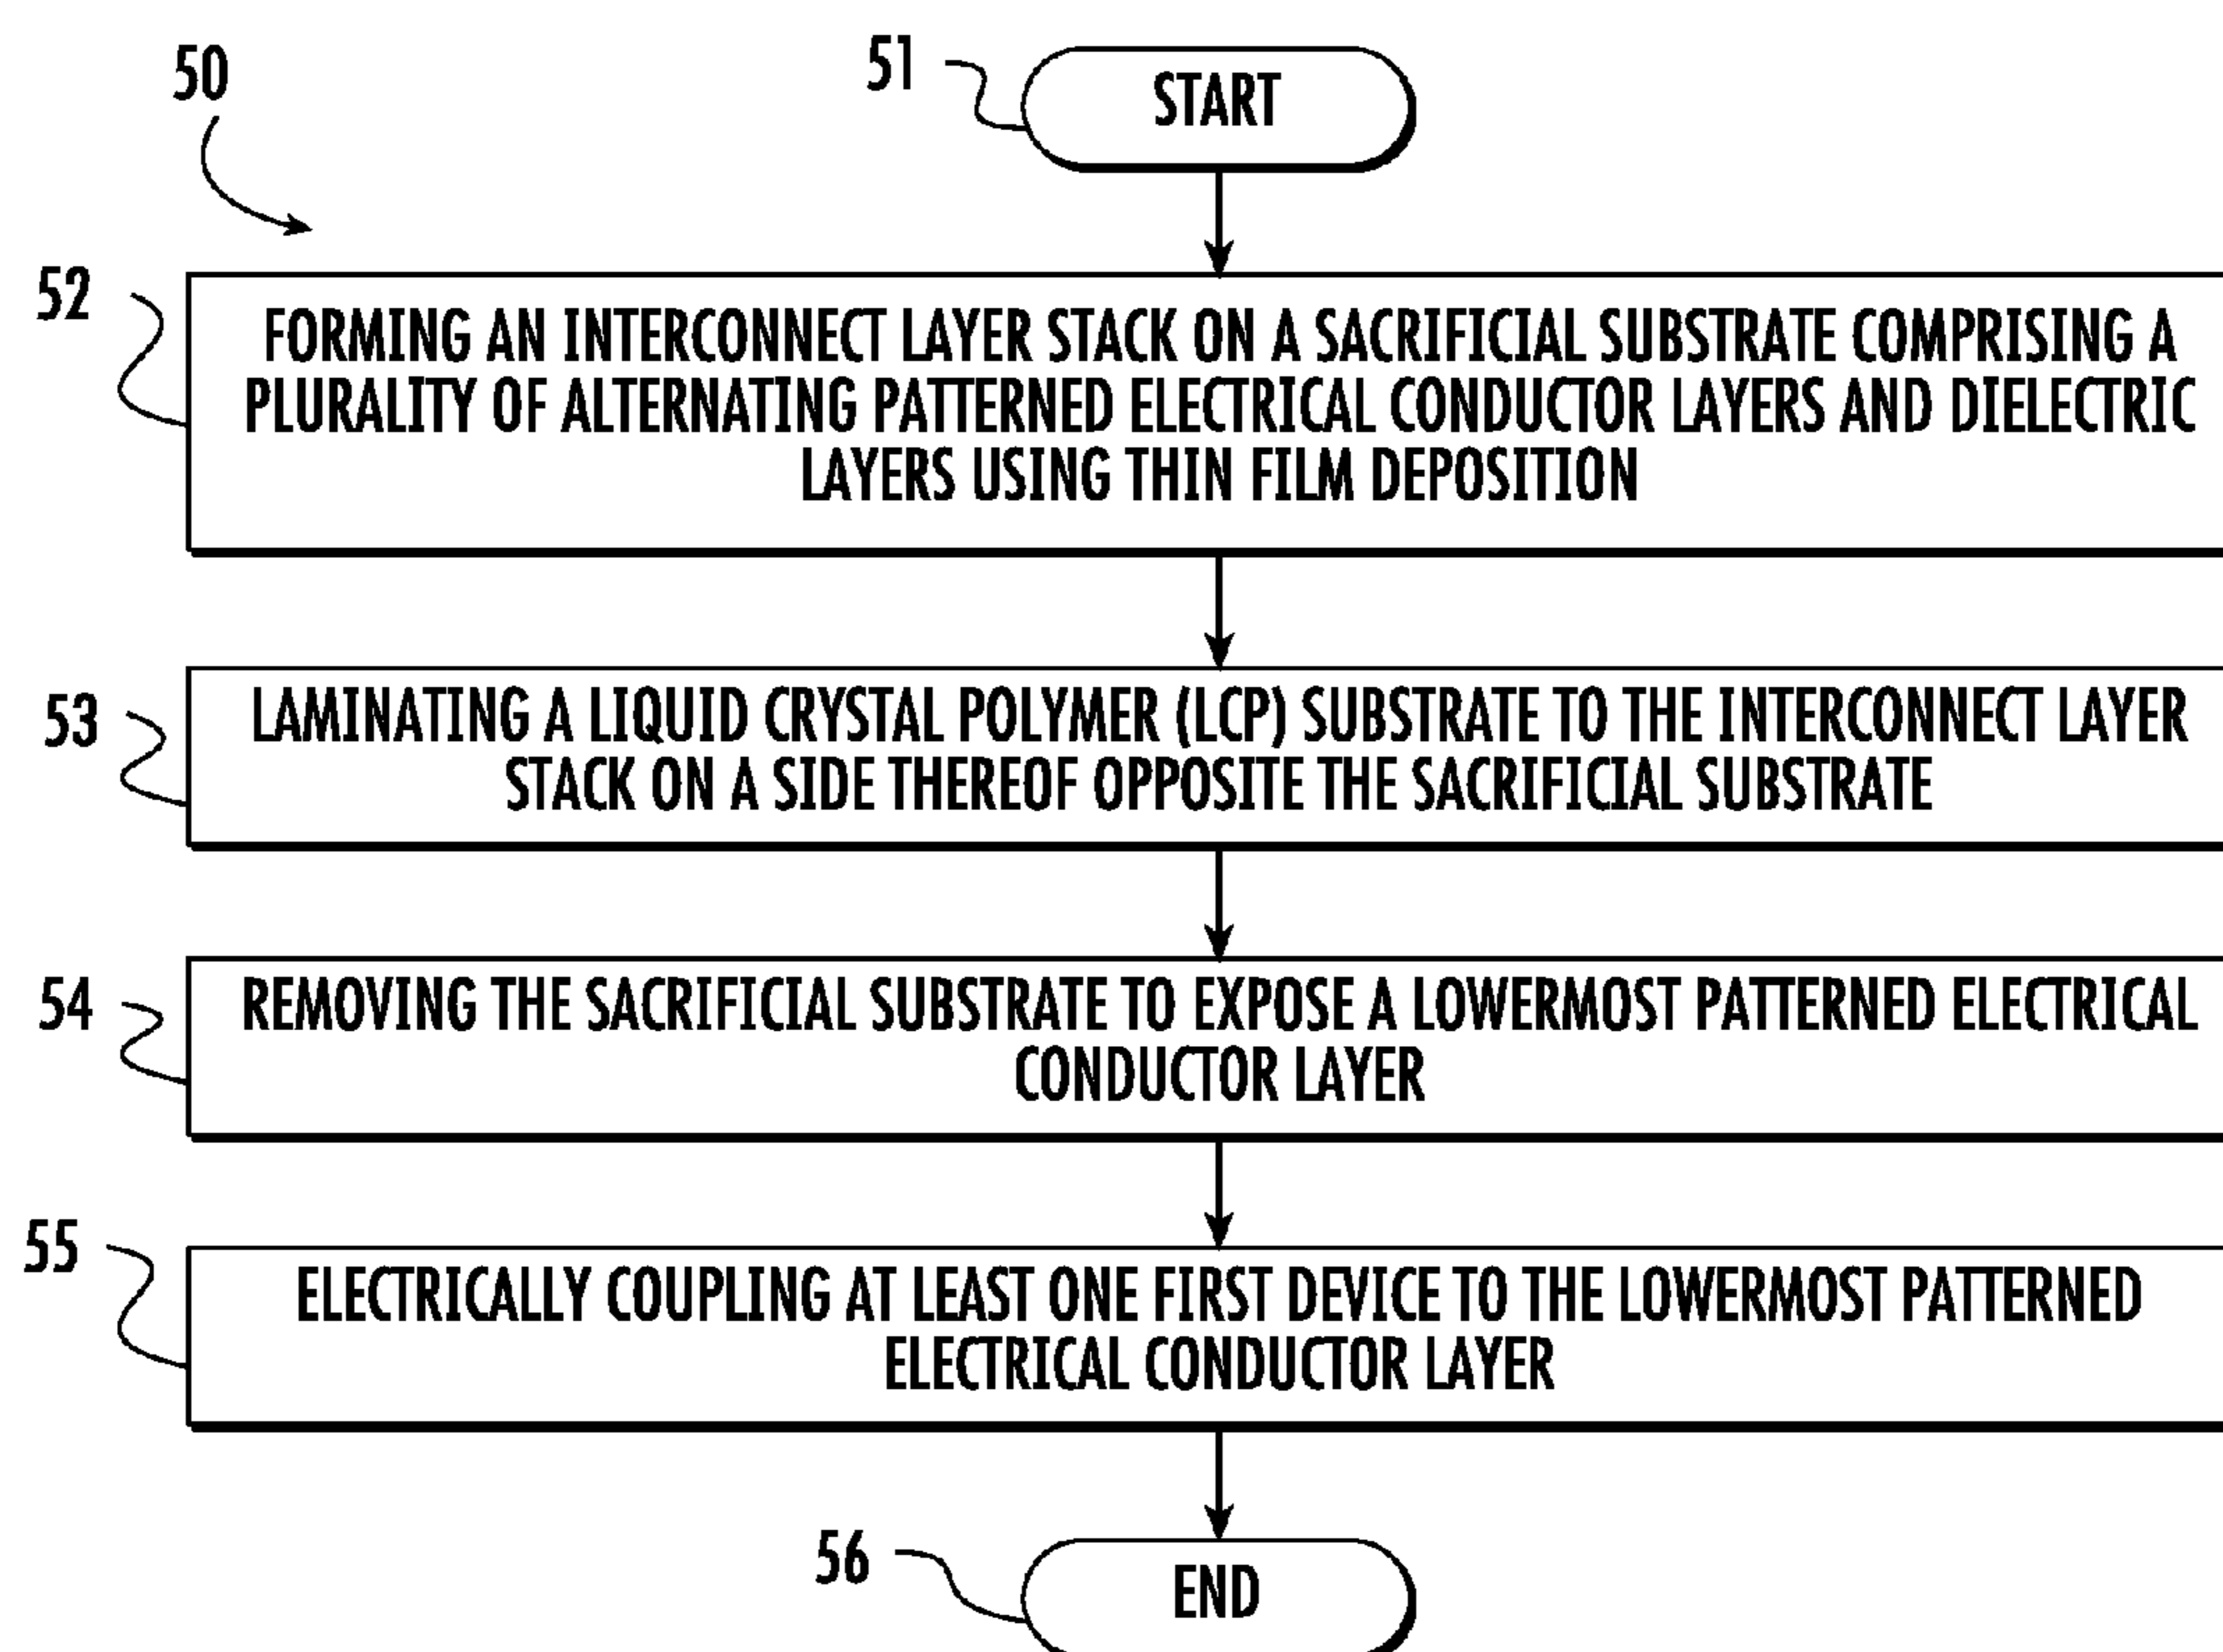 50
51
START
52
FORMING AN INTERCONNECT LAYER STACK ON A SACRIFICIAL SUBSTRATE COMPRISING A
PLURALITY OF ALTERNATING PATTERNED ELECTRICAL CONDUCTOR LAYERS AND DIELECTRIC
LAYERS USING THIN FILM DEPOSITION
53
LAMINATING A LIQUID CRYSTAL POLYMER (LCP) SUBSTRATE TO THE INTERCONNECT LAYER
STACK ON A SIDE THEREOF OPPOSITE THE SACRIFICIAL SUBSTRATE
54
REMOVING THE SACRIFICIAL SUBSTRATE TO EXPOSE A LOWERMOST PATTERNED ELECTRICAL
CONDUCTOR LAYER
55
ELECTRICALLY COUPLING AT LEAST ONE FIRST DEVICE TO THE LOWERMOST PATTERNED
ELECTRICAL CONDUCTOR LAYER
56
END